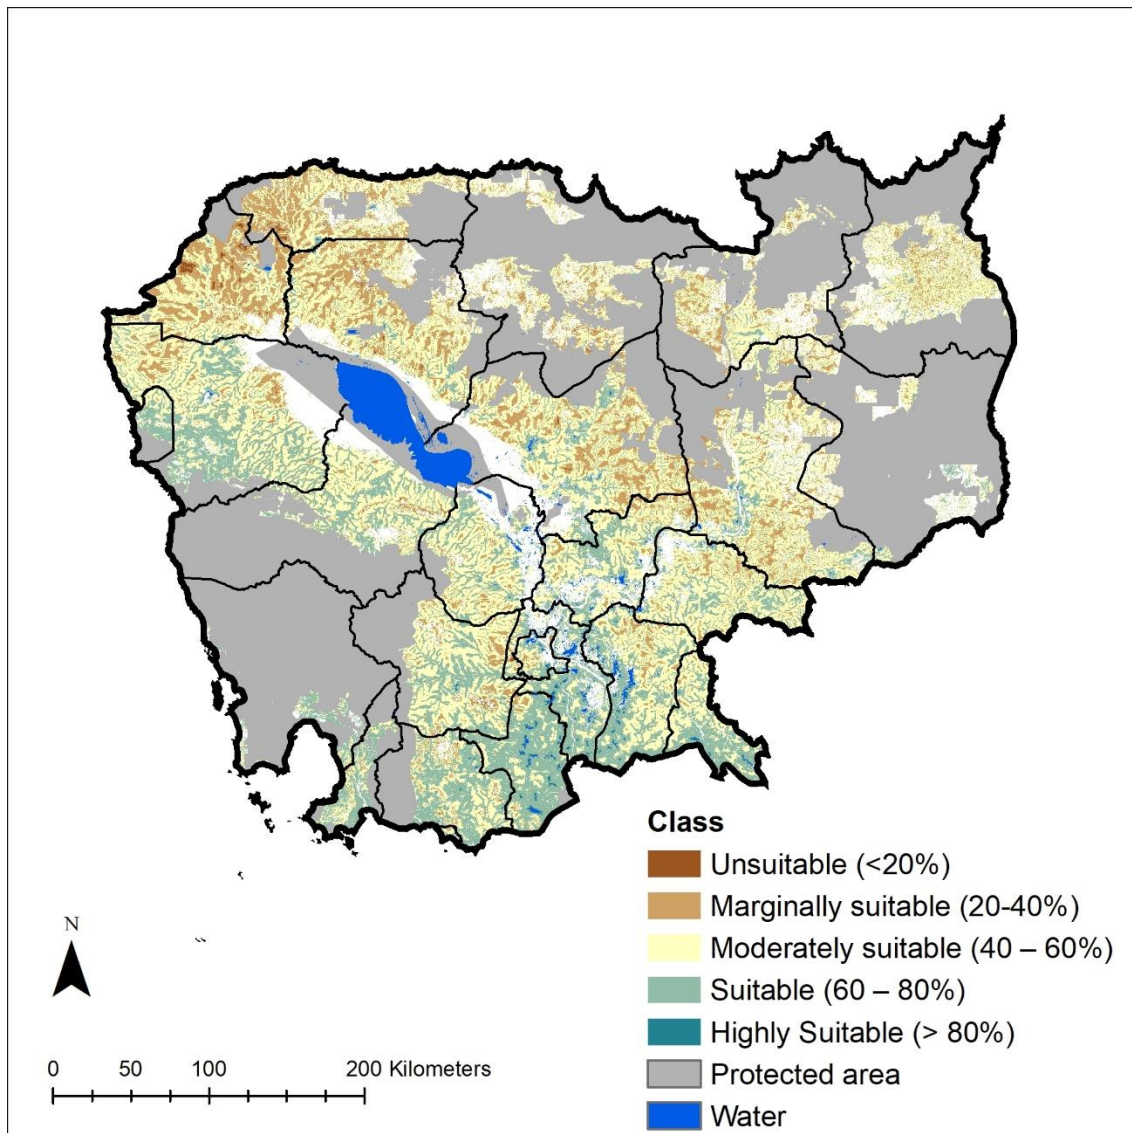 Class
Unsuitable (<20%)
Marginally suitable (20-40%)
Moderately suitable (40 – 60%)
Suitable (60 – 80%)
Highly Suitable (> 80%)
Protected area
Water
N
0 50 100 200 Kilometers